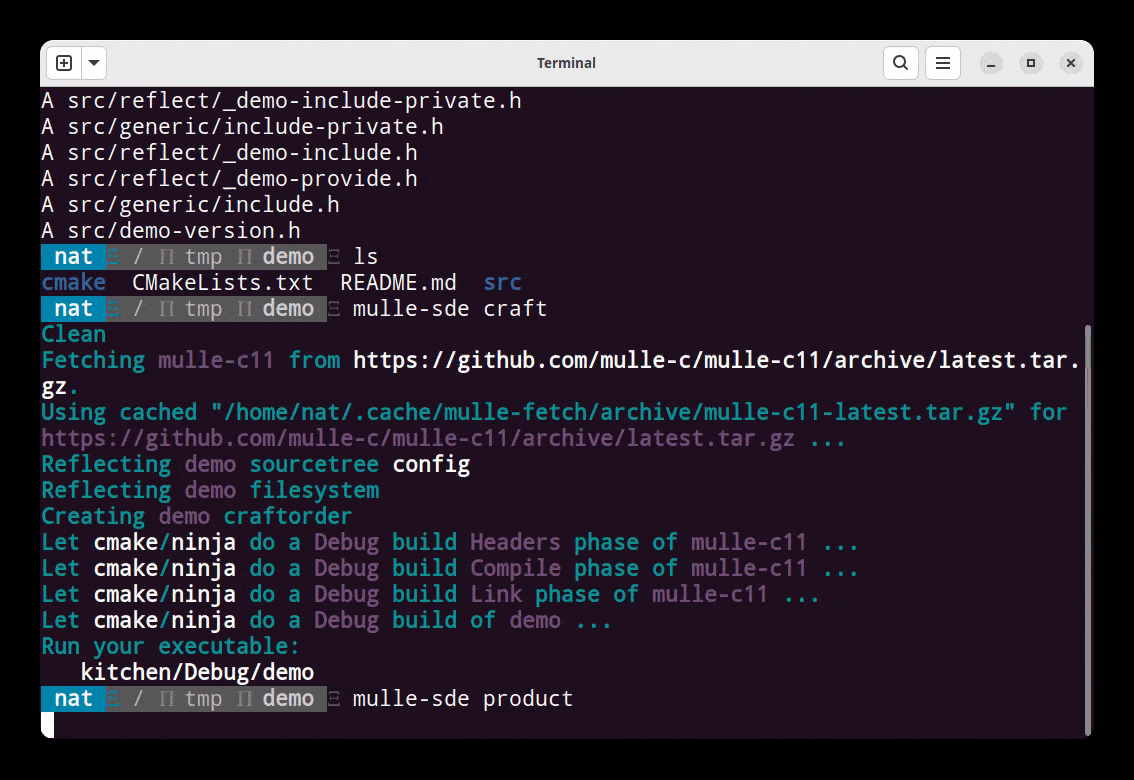 Terminal
A src/reflect/_demo-include-private.h
A src/generic/include-private.h
A src/reflect/_demo-include.h
A src/reflect/_demo-provide.h
A src/generic/include.h
A src/demo-version.h
nat Ξ / Π tmp Π demo Ξ ls
cmake CMakeLists.txt README.md src
nat Ξ / Π tmp Π demo Ξ mulle-sde craft
Clean
Fetching mulle-c11 from https://github.com/mulle-c/mulle-c11/archive/latest.tar.
gz.
Using cached "/home/nat/.cache/mulle-fetch/archive/mulle-c11-latest.tar.gz" for
https://github.com/mulle-c/mulle-c11/archive/latest.tar.gz ...
Reflecting demo sourcetree config
Reflecting demo filesystem
Creating demo craftorder
Let cmake/ninja do a Debug build Headers phase of mulle-c11 ...
Let cmake/ninja do a Debug build Compile phase of mulle-c11 ...
Let cmake/ninja do a Debug build Link phase of mulle-c11 ...
Let cmake/ninja do a Debug build of demo ...
Run your executable:
kitchen/Debug/demo
nat Ξ / Π tmp Π demo Ξ mulle-sde product